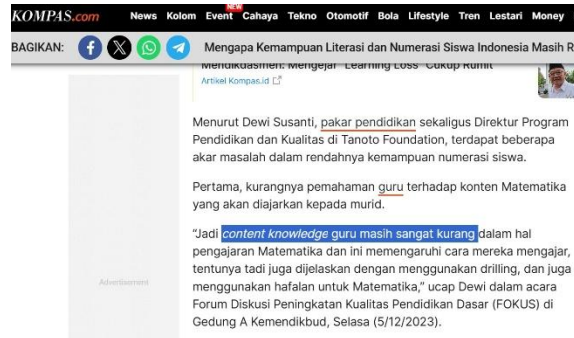 KOMPAS.com News Kolom Event NEW Cahaya Tekno Otomotif Bola Lifestyle Tren Lestari Money
BAGIKAN: Mengapa Kemampuan Literasi dan Numerasi Siswa Indonesia Masih R
Mendikdasmen: Mengejar "Learning Loss" Cukup Rumit
Artikel Kompas.id
Menurut Dewi Susanti, pakar pendidikan sekaligus Direktur Program
Pendidikan dan Kualitas di Tanoto Foundation, terdapat beberapa
akar masalah dalam rendahnya kemampuan numerasi siswa.
Pertama, kurangnya pemahaman guru terhadap konten Matematika
yang akan diajarkan kepada murid.
"Jadi content knowledge guru masih sangat kurang dalam hal
pengajaran Matematika dan ini memengaruhi cara mereka mengajar,
tentunya tadi juga dijelaskan dengan menggunakan drilling, dan juga
menggunakan hafalan untuk Matematika," ucap Dewi dalam acara
Forum Diskusi Peningkatan Kualitas Pendidikan Dasar (FOKUS) di
Gedung A Kemendikbud, Selasa (5/12/2023).
Advertisement